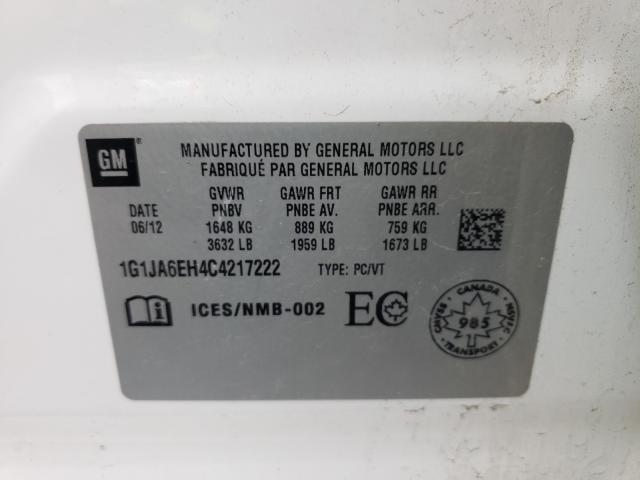 GM
MANUFACTURED BY GENERAL MOTORS LLC
FABRIQUÉ PAR GENERAL MOTORS LLC
GVWR GAWR FRT GAWR RR
DATE PNBV PNBE AV. PNBE ARR.
06/12 1648 KG 889 KG 759 KG
3632 LB 1959 LB 1673 LB
1G1JA6EH4C4217222 TYPE: PC/VT
i ICES/NMB-002 EC
CANADA
CMVSS 985 NSVAC
TRANSPORT